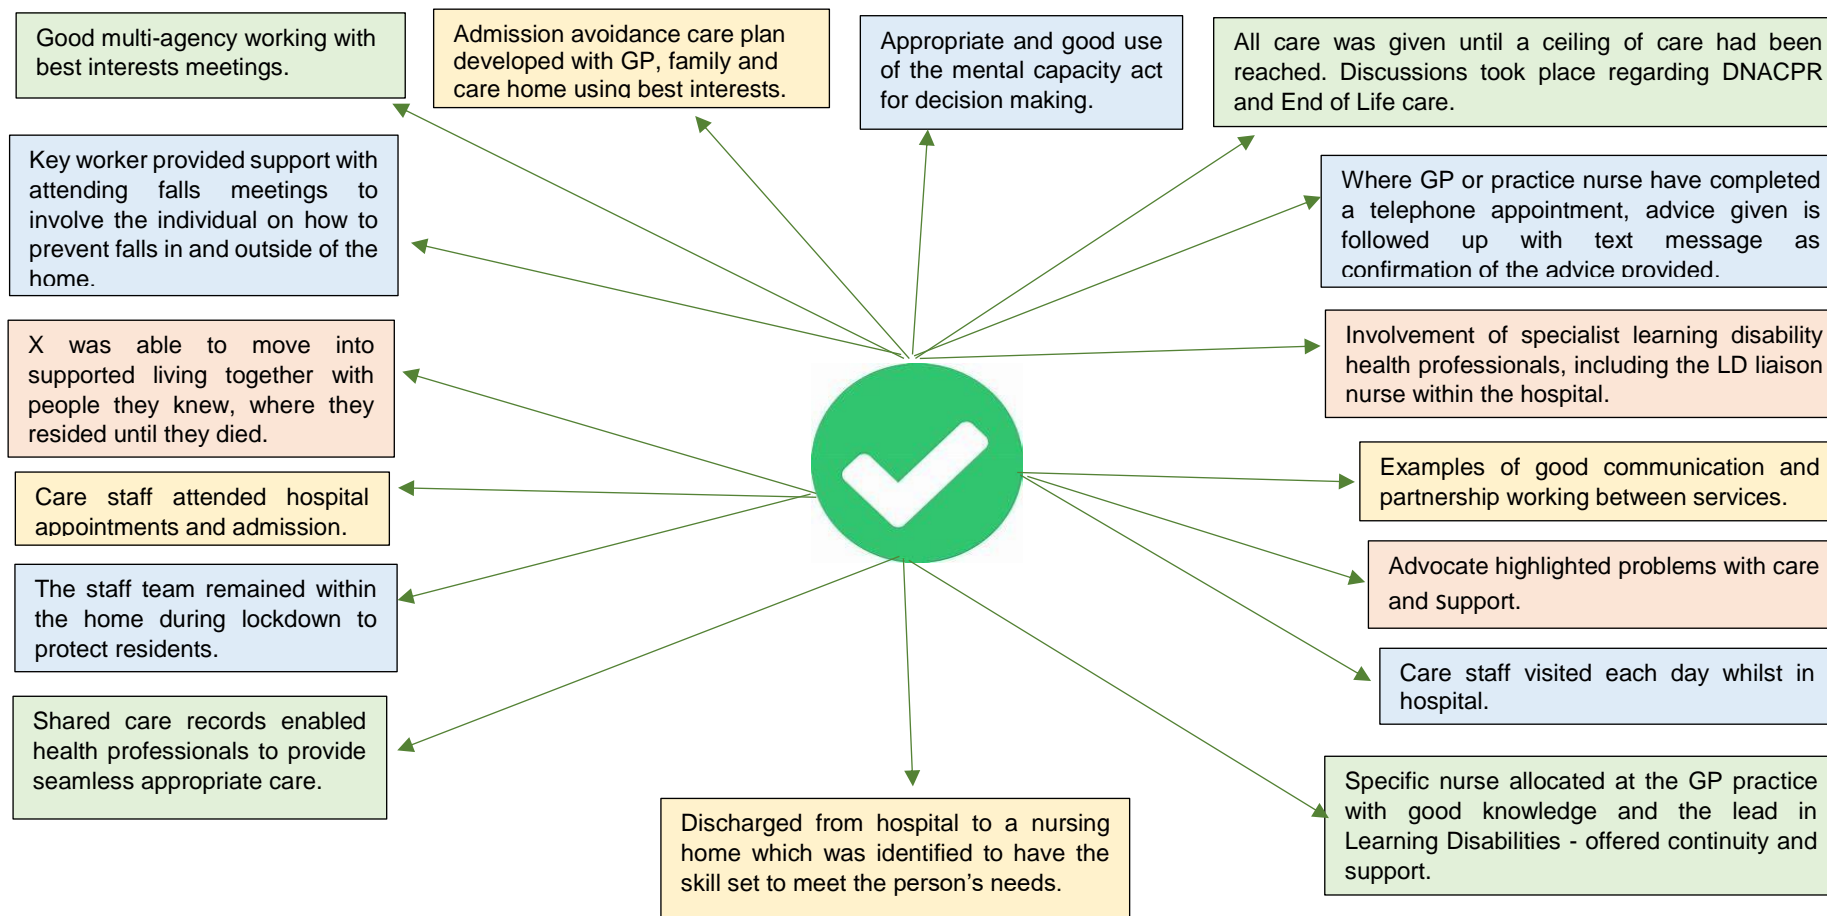 Good multi-agency working with
best interests meetings.
Admission avoidance care plan
developed with GP, family and
care home using best interests.
Appropriate and good use
of the mental capacity act
for decision making.
All care was given until a ceiling of care had been
reached. Discussions took place regarding DNACPR
and End of Life care.
Key worker provided support with
attending falls meetings to
involve the individual on how to
prevent falls in and outside of the
home.
Where GP or practice nurse have completed
a telephone appointment, advice given is
followed up with text message as
confirmation of the advice provided.
X was able to move into
supported living together with
people they knew, where they
resided until they died.
Involvement of specialist learning disability
health professionals, including the LD liaison
nurse within the hospital.
Care staff attended hospital
appointments and admission.
Examples of good communication and
partnership working between services.
The staff team remained within
the home during lockdown to
protect residents.
Advocate highlighted problems with care
and support.
Care staff visited each day whilst in
hospital.
Shared care records enabled
health professionals to provide
seamless appropriate care.
Discharged from hospital to a nursing
home which was identified to have the
skill set to meet the person's needs.
Specific nurse allocated at the GP practice
with good knowledge and the lead in
Learning Disabilities - offered continuity and
support.